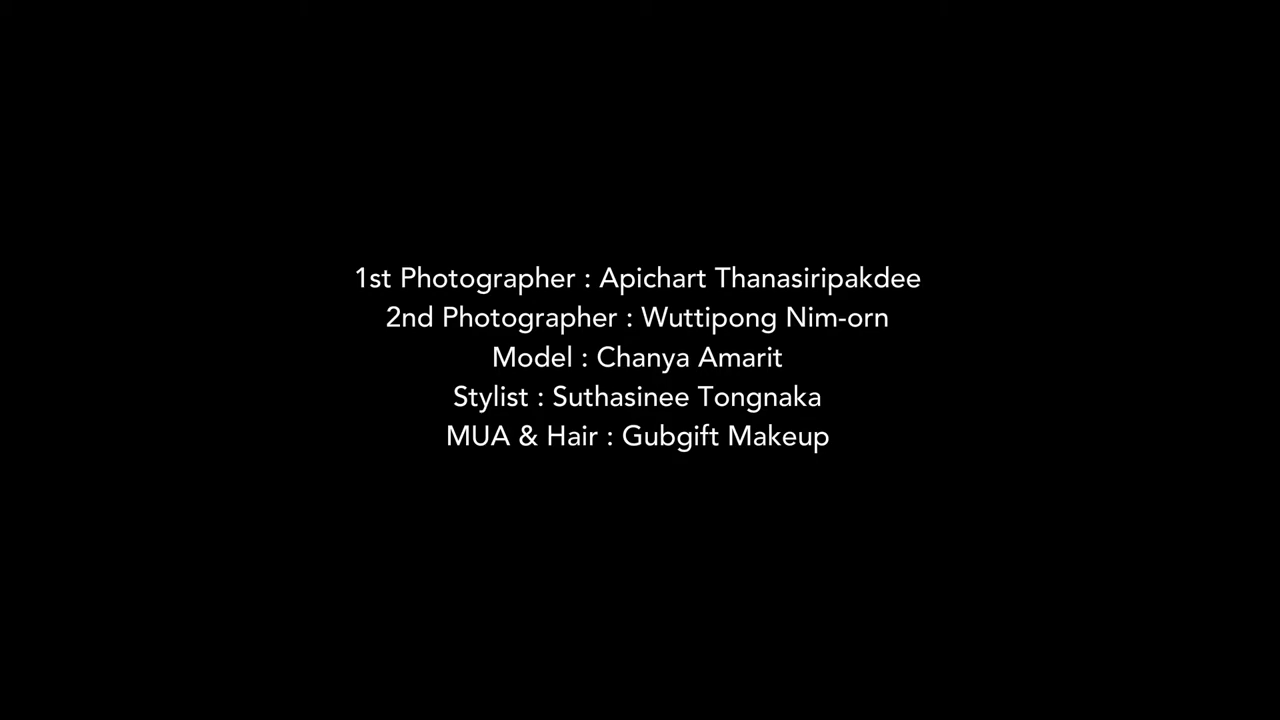 1st Photographer : Apichart Thanasiripakdee
2nd Photographer : Wuttipong Nim-orn
Model : Chanya Amarit
Stylist : Suthasinee Tongnaka
MUA & Hair : Gubgift Makeup